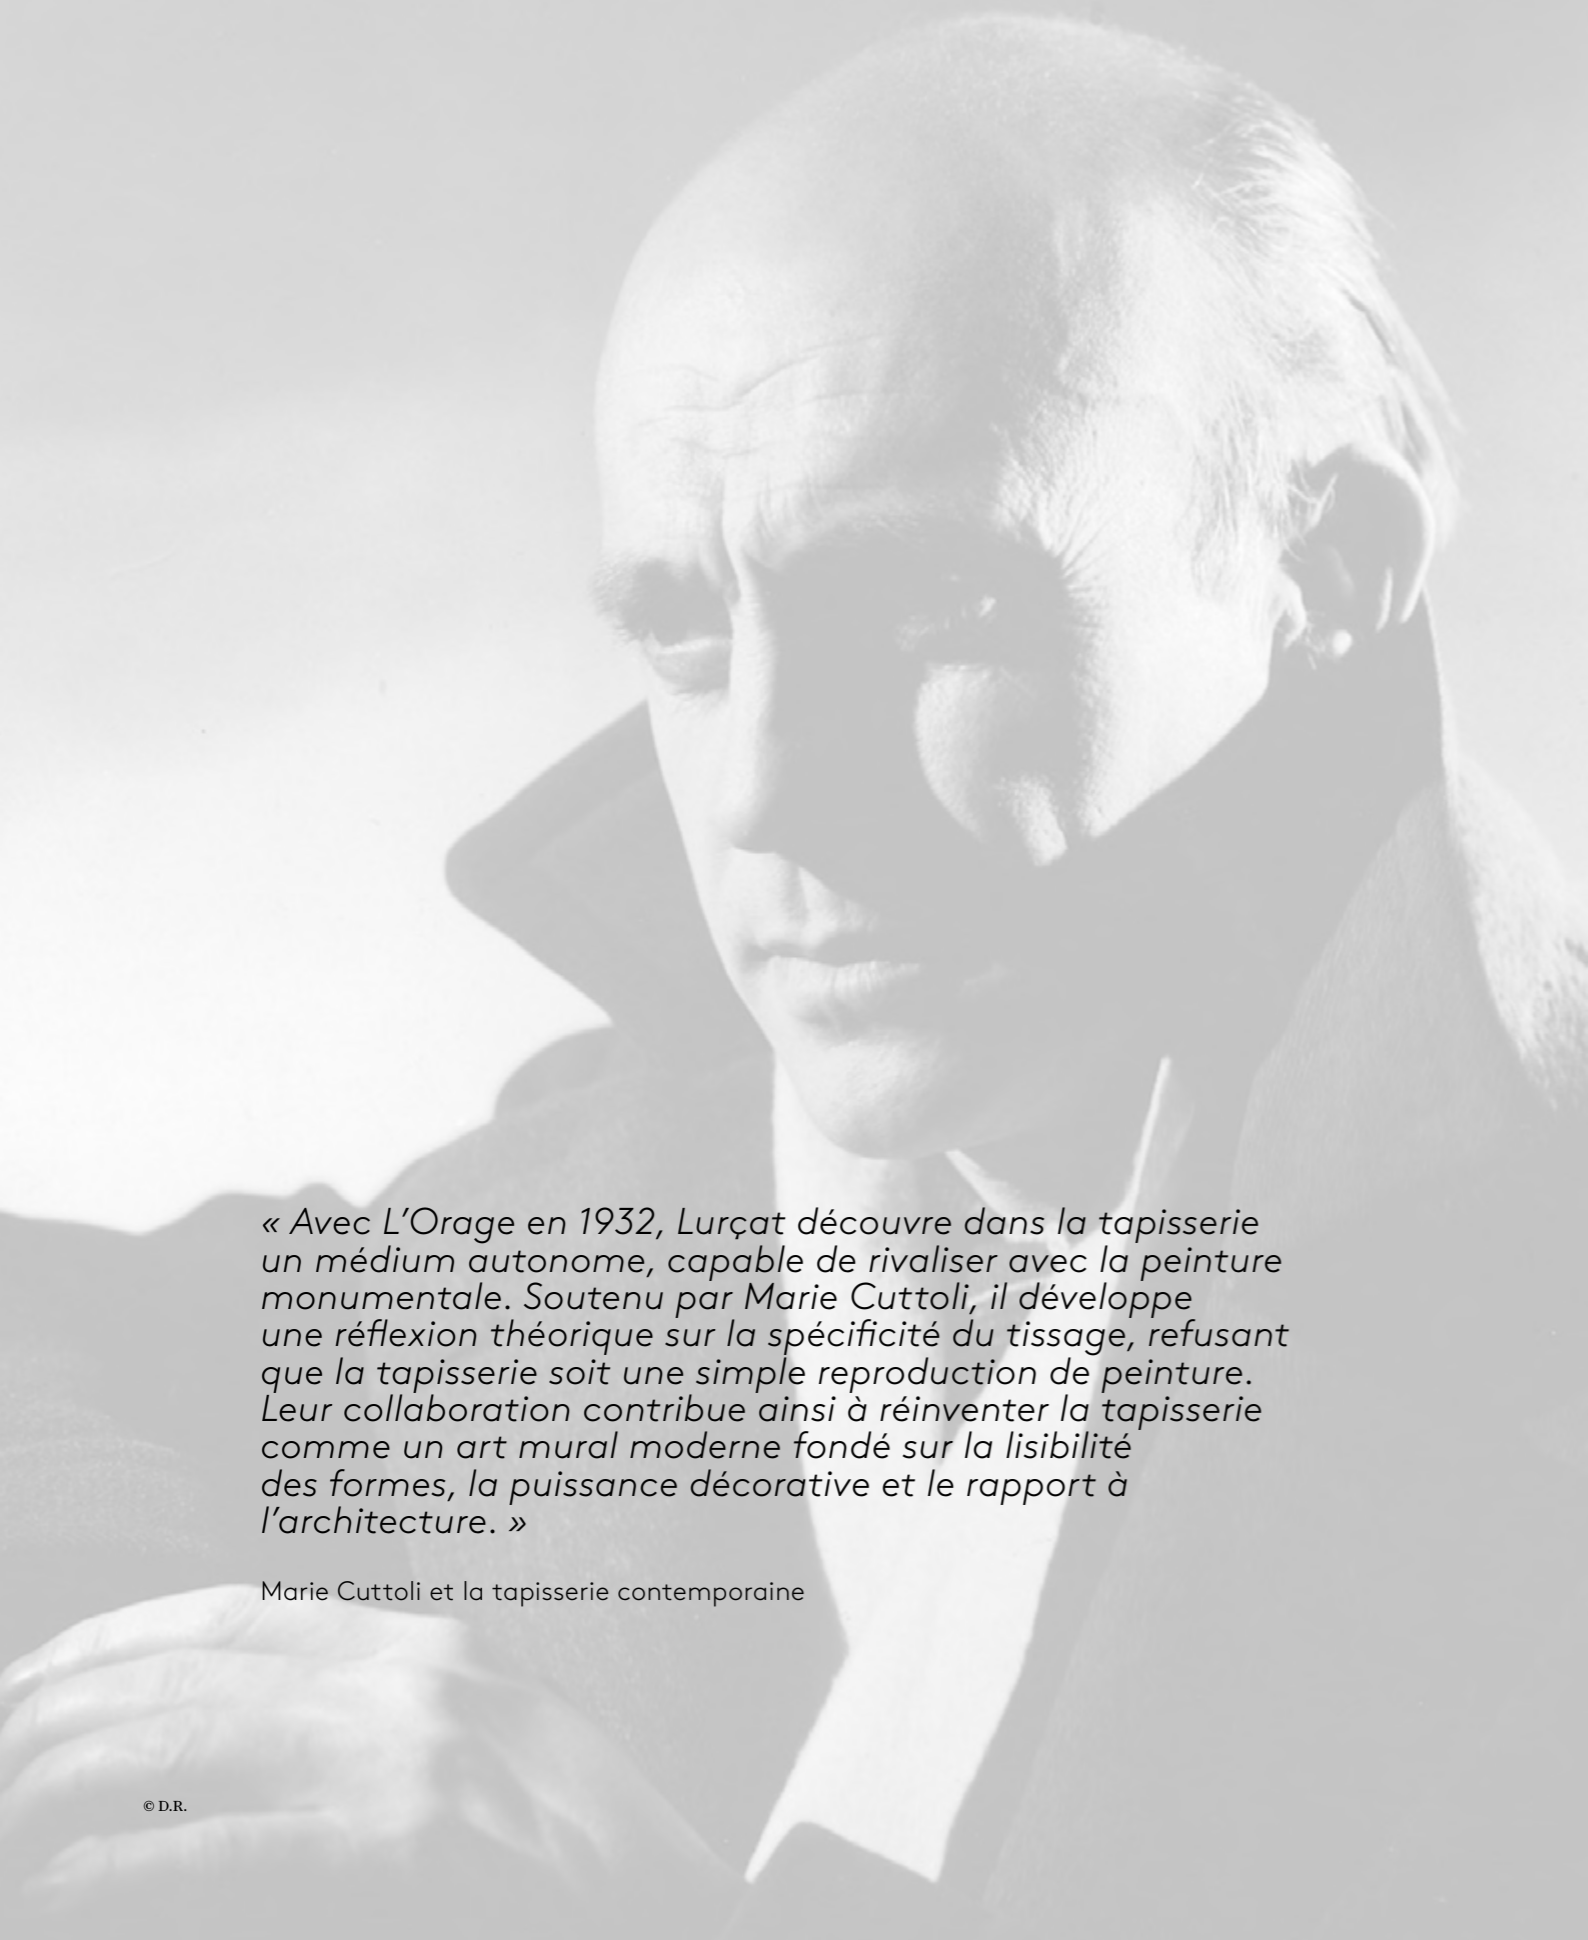 « Avec L’Orage en 1932, Lurçat découvre dans la tapisserie
un médium autonome, capable de rivaliser avec la peinture
monumentale. Soutenu par Marie Cuttoli, il développe
une réflexion théorique sur la spécificité du tissage, refusant
que la tapisserie soit une simple reproduction de peinture.
Leur collaboration contribue ainsi à réinventer la tapisserie
comme un art mural moderne fondé sur la lisibilité
des formes, la puissance décorative et le rapport à
l’architecture. »
Marie Cuttoli et la tapisserie contemporaine
© D.R.